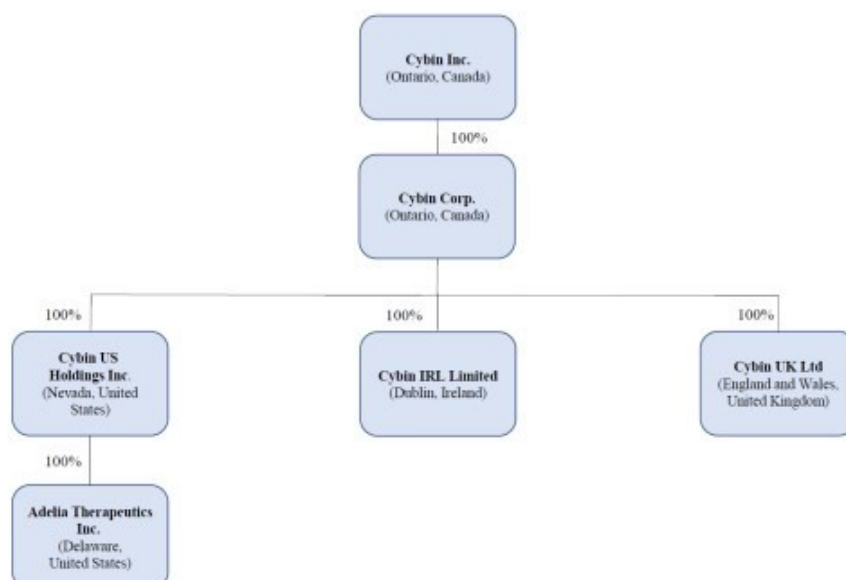 Cybin Inc.
(Ontario, Canada)
100%
Cybin Corp.
(Ontario, Canada)
100%
100%
100%
Cybin US
Holdings Inc.
(Nevada, United
States)
Cybin IRL Limited
(Dublin, Ireland)
Cybin UK Ltd
(England and Wales,
United Kingdom)
100%
Adelia Therapeutics
Inc.
(Delaware,
United States)